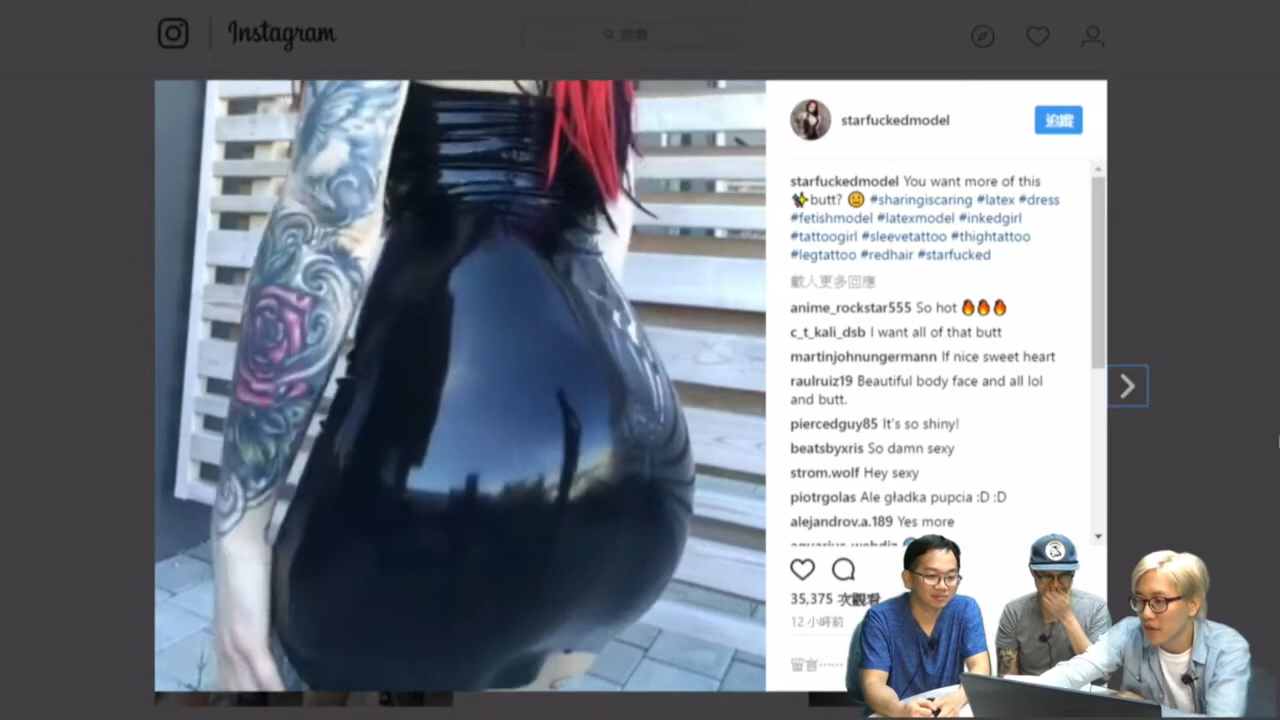 Instagram
搜尋
starfuckedmodel
追蹤
starfuckedmodel You want more of this
butt? #sharingiscaring #latex #dress
#fetishmodel #latexmodel #inkedgirl
#tattoogirl #sleevetattoo #thightattoo
#legtattoo #redhair #starfucked
載入更多回應
anime_rockstar555 So hot 🔥🔥🔥
c_t_kali_dsb I want all of that butt
martinjohnungermann If nice sweet heart
raulruiz19 Beautiful body face and all lol
and butt.
piercedguy85 It's so shiny!
beatsbyxris So damn sexy
strom.wolf Hey sexy
piotrgolas Ale gładka pupcia :D :D
alejandrov.a.189 Yes more
35,375 次觀看
12 小時前
留言······